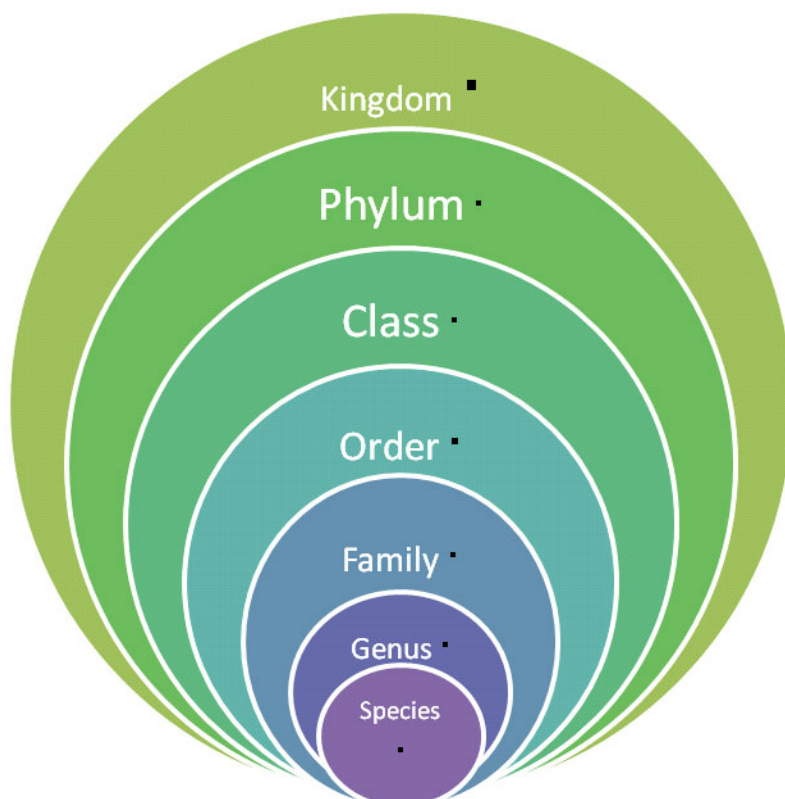 Kingdom
Phylum
Class
Order
Family
Genus
Species